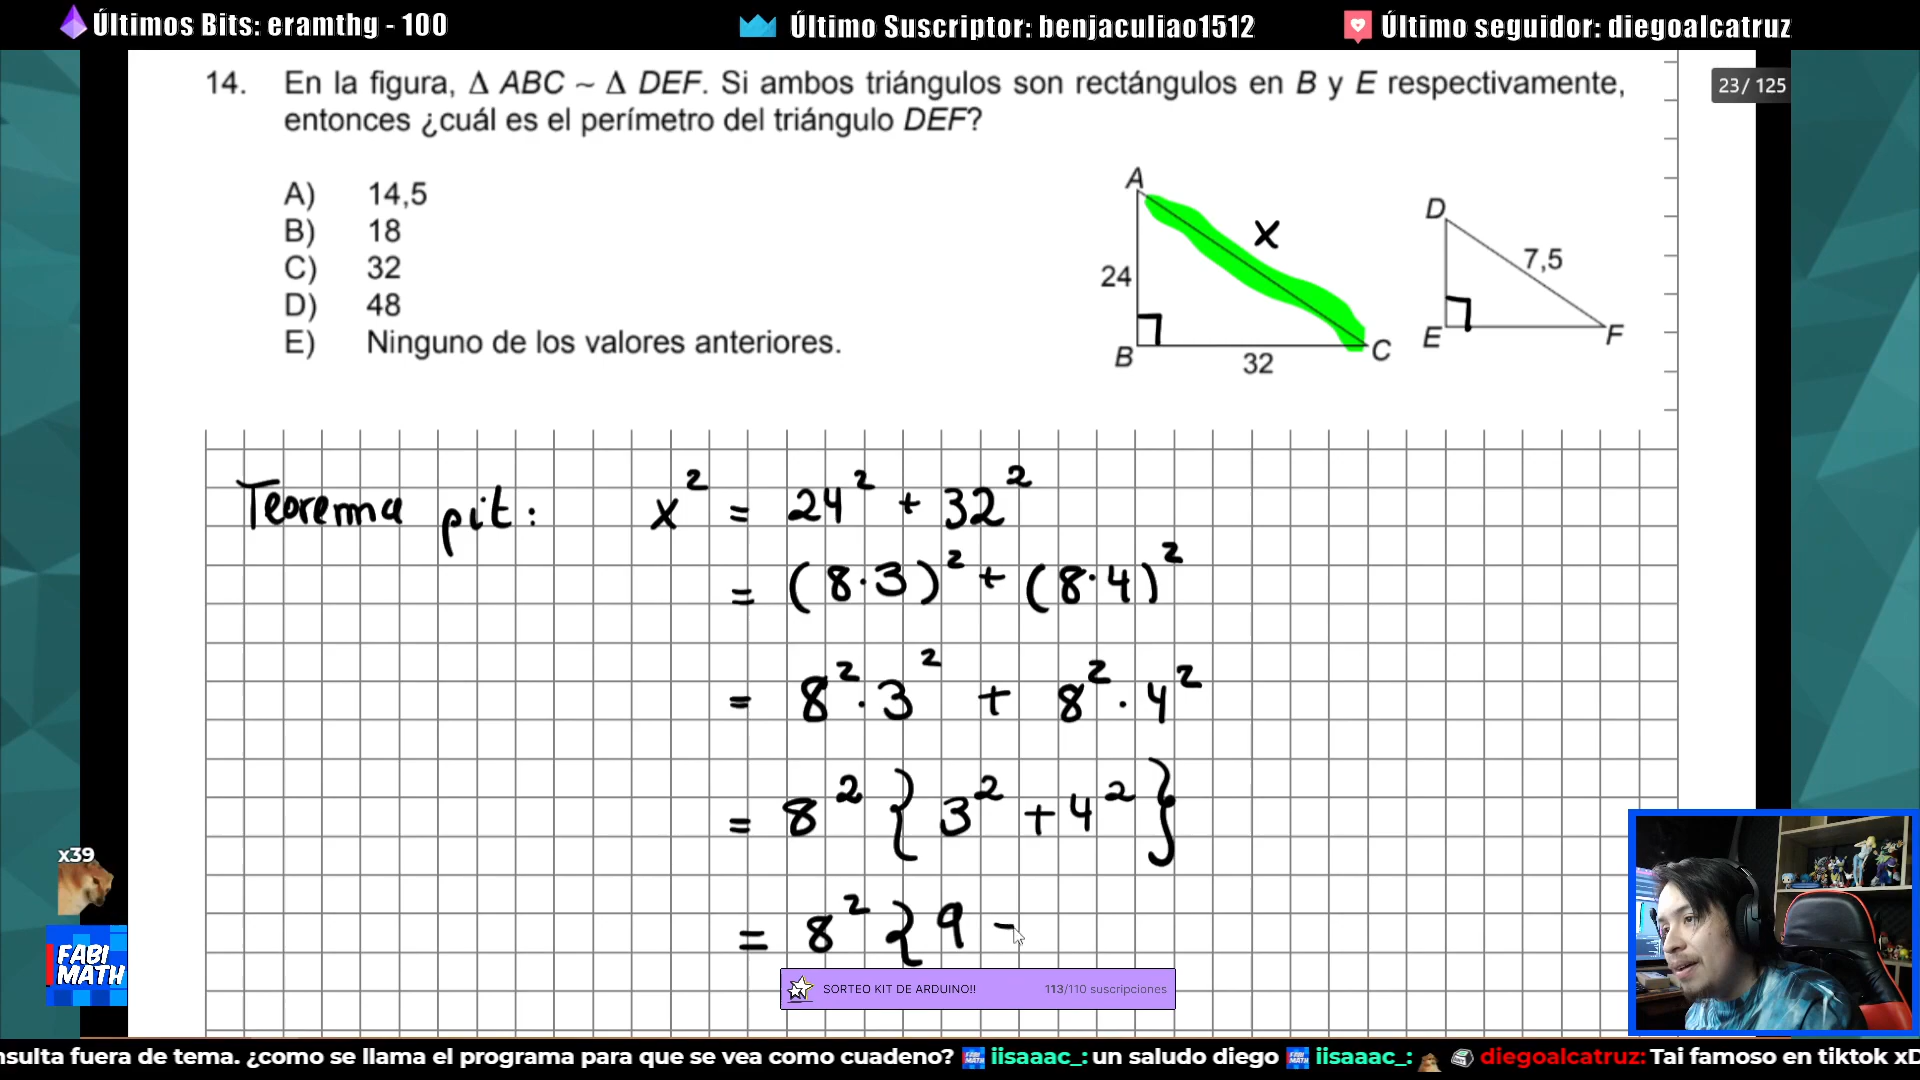 Últimos Bits: eramthg - 100
Último Suscriptor: benjaculiao1512
Último seguidor: diegoalcatruz
14. En la figura, Δ ABC ~ Δ DEF. Si ambos triángulos son rectángulos en B y E respectivamente,
entonces ¿cuál es el perímetro del triángulo DEF?
23 / 125
A) 14,5
B) 18
C) 32
D) 48
E) Ninguno de los valores anteriores.
A
x
24
B
32
C
D
7,5
E
F
Teorema pit: x² = 24² + 32²
= (8·3)² + (8·4)²
= 8²·3² + 8²·4²
= 8² { 3² + 4² }
= 8² { 9 -
x39
FABI
MATH
SORTEO KIT DE ARDUINO!! 113/110 suscripciones
nsulta fuera de tema. ¿como se llama el programa para que se vea como cuadeno? iisaaac_: un saludo diego iisaaac_: diegoalcatruz: Tai famoso en tiktok xD